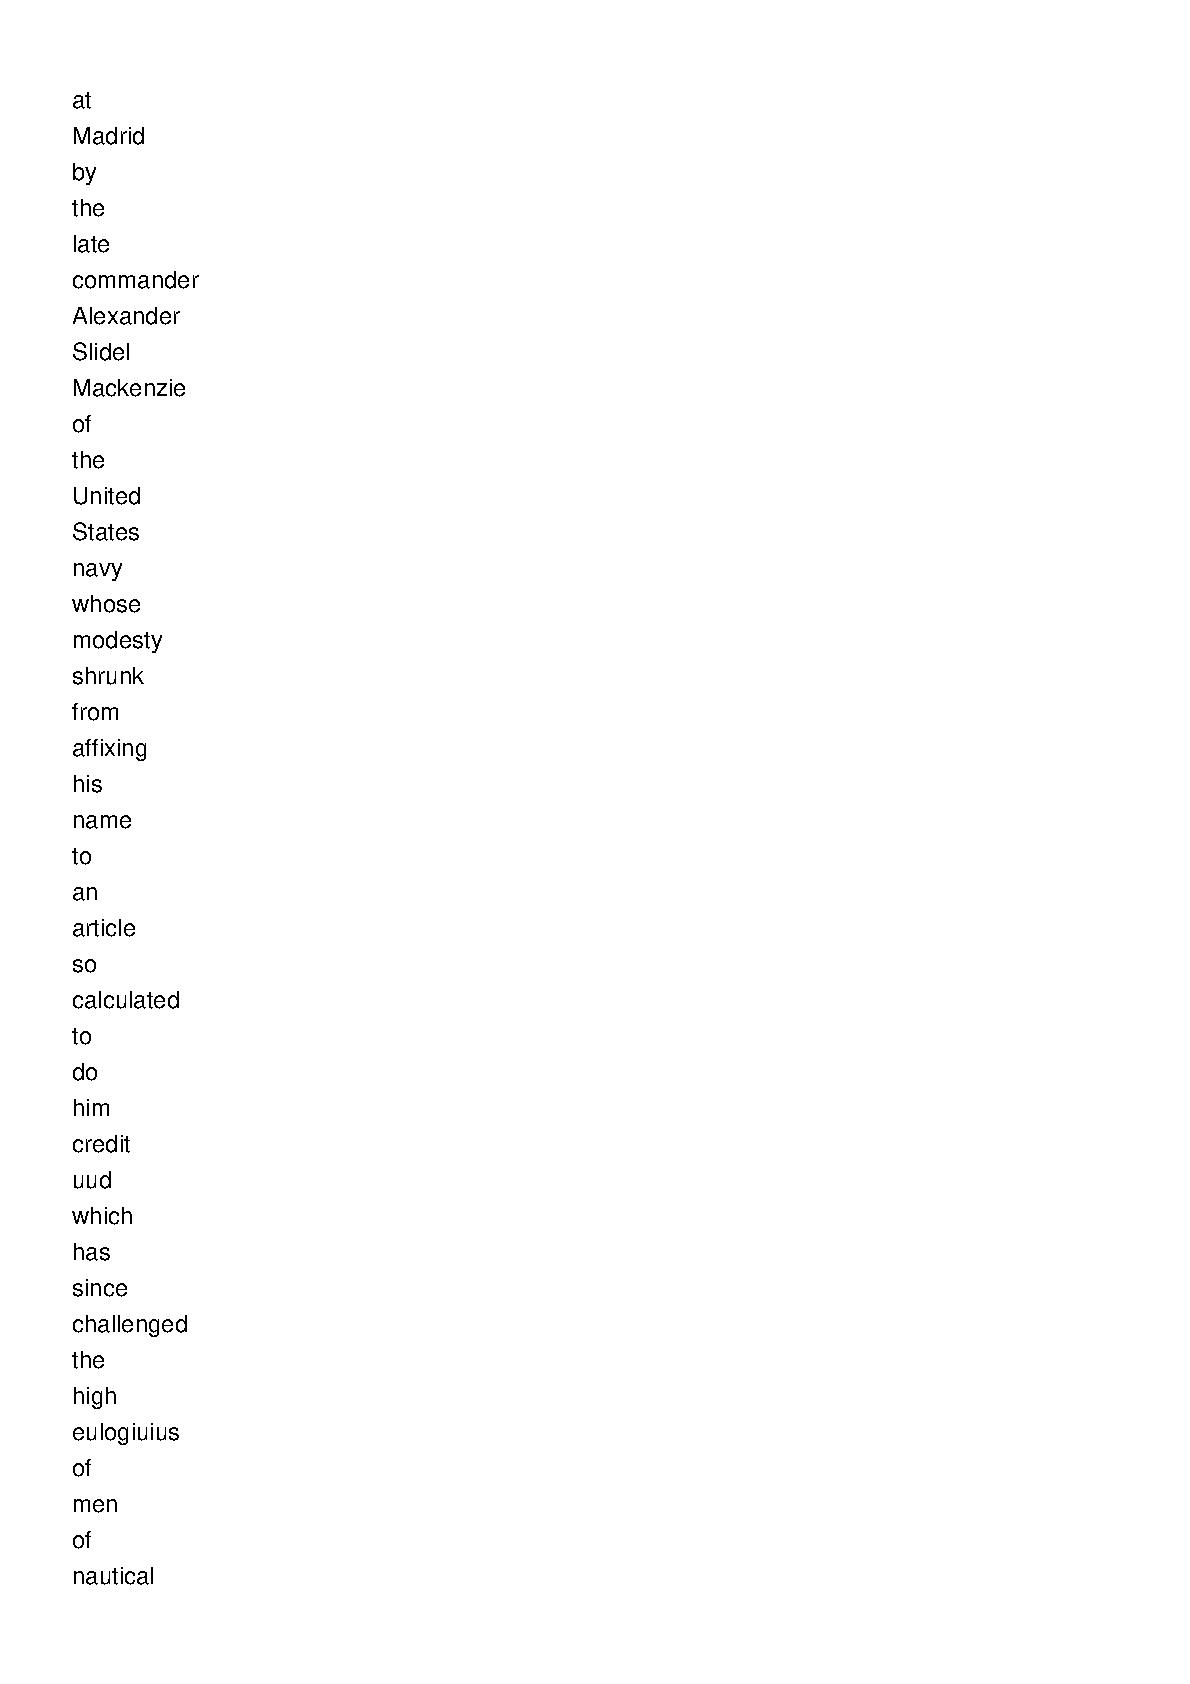 at
Madrid
by
the
late
commander
Alexander
Slidel
Mackenzie
of
the
United
States
navy
whose
modesty
shrunk
from
affixing
his
name
to
an
article
so
calculated
to
do
him
credit
uud
which
has
since
challenged
the
high
eulogiuius
of
men
of
nautical